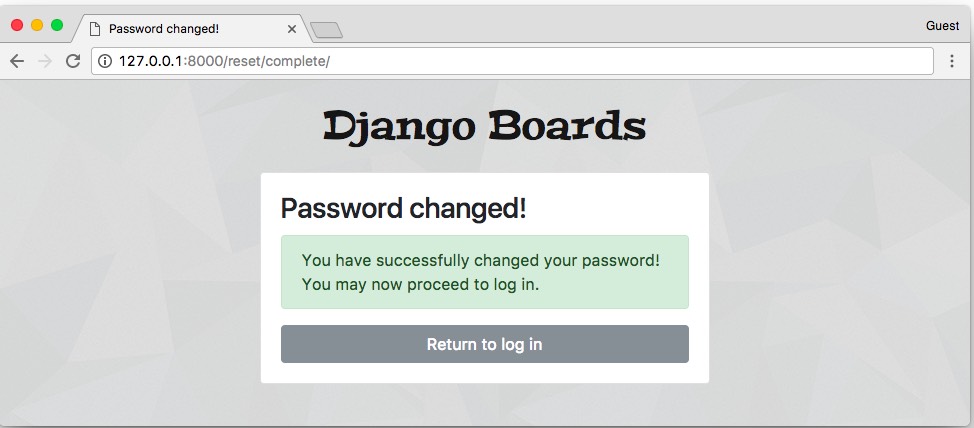 Password changed!
Guest
127.0.0.1:8000/reset/complete/
Django Boards
Password changed!
You have successfully changed your password!
You may now proceed to log in.
Return to log in